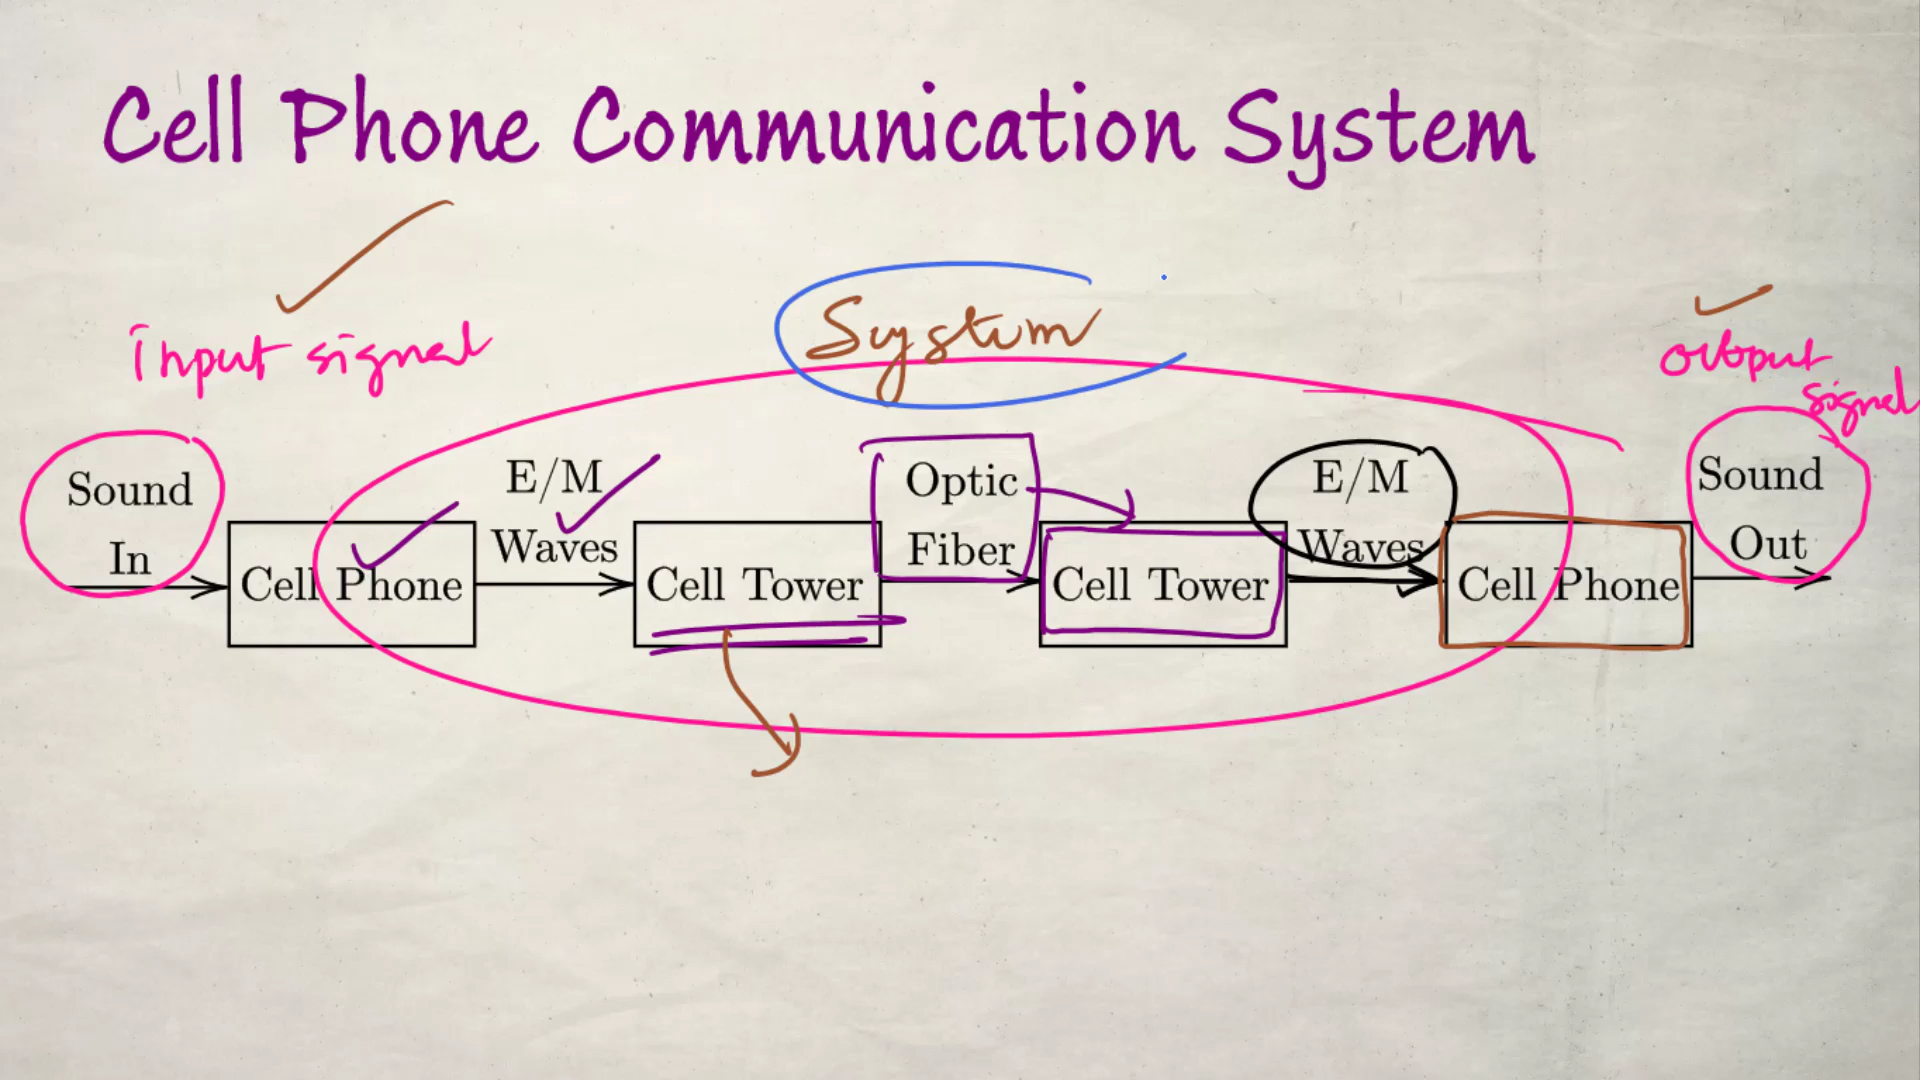 Cell Phone Communication System
System
input signal
output
signal
Sound
In
Cell Phone
E/M
Waves
Cell Tower
Optic
Fiber
Cell Tower
E/M
Waves
Cell Phone
Sound
Out